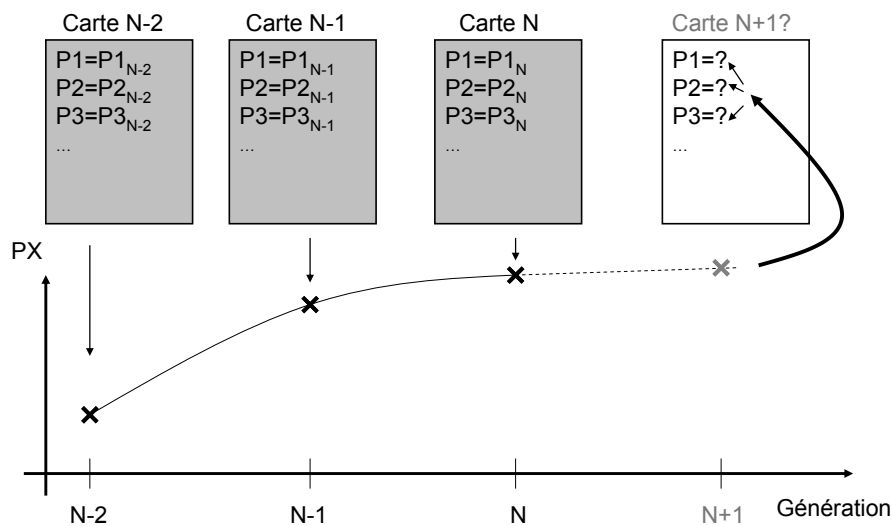 Carte N-2
P1=P1N-2
P2=P2N-2
P3=P3N-2
...
Carte N-1
P1=P1N-1
P2=P2N-1
P3=P3N-1
...
Carte N
P1=P1N
P2=P2N
P3=P3N
...
Carte N+1?
P1=?
P2=?
P3=?
...
PX
N-2
N-1
N
N+1
Génération